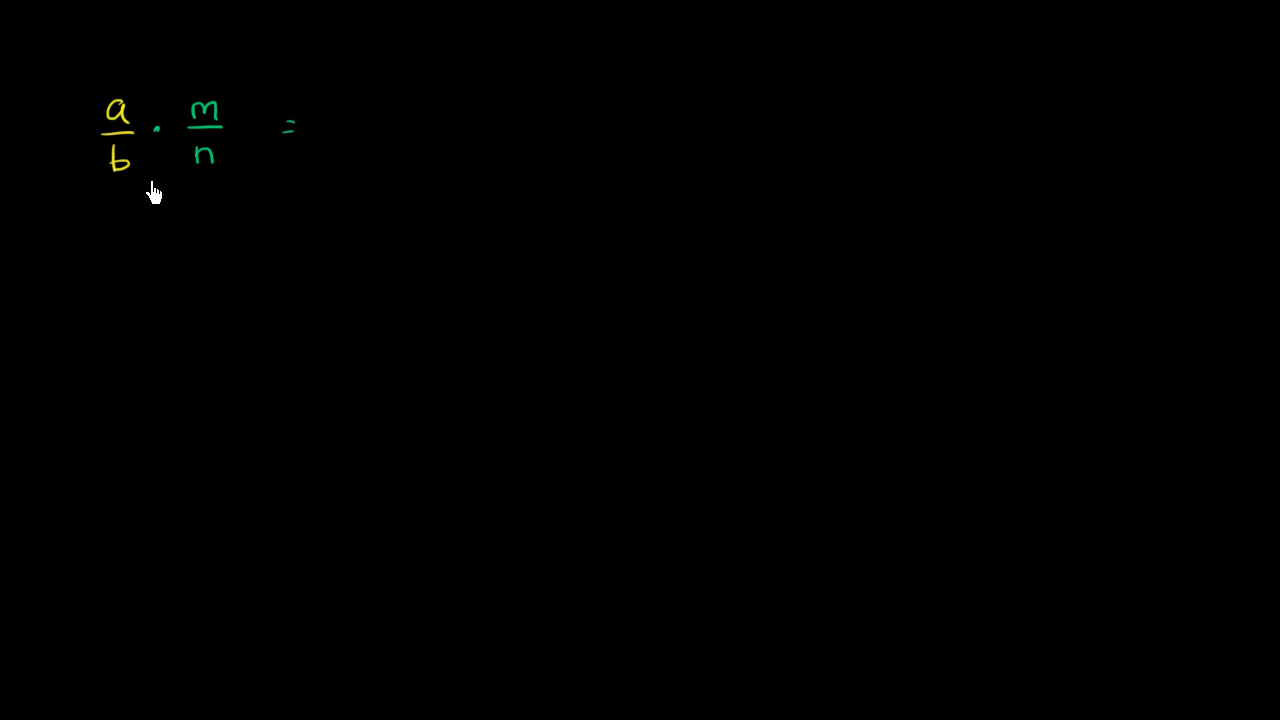 a/b · m/n =